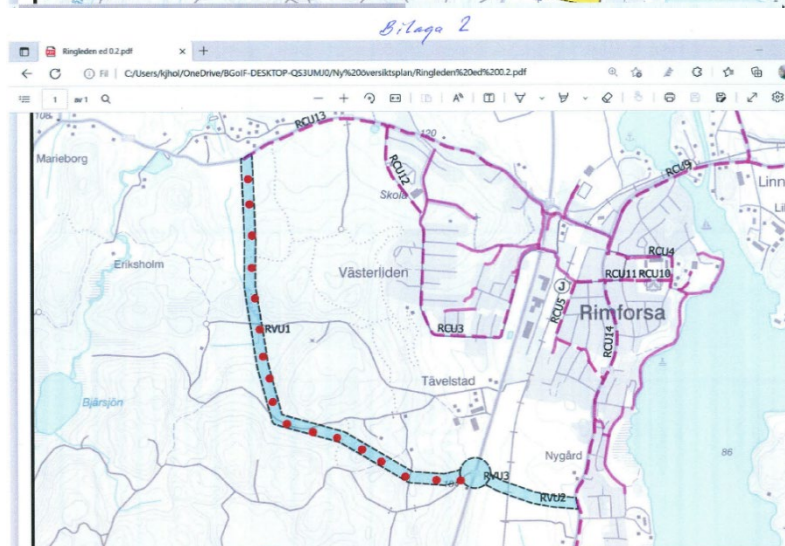 Bilaga 2
Ringleden ed 0.2.pdf
Fil
C:/Users/kjhol/OneDrive/BGoIF-DESKTOP-QS3UMJ0/Ny%20översiktsplan/Ringleden%20ed%200.2.pdf
1 av 1
108
RCU13
120
Marieborg
RCU12
RCU9
Linn
Skola
Eriksholm
Västerliden
RCU4
RCU11 RCU10
RCU5
Rimforsa
RVU1
RCU3
RCU14
Tävelstad
Bjärsjön
Nygård
86
RVU3
RVU2